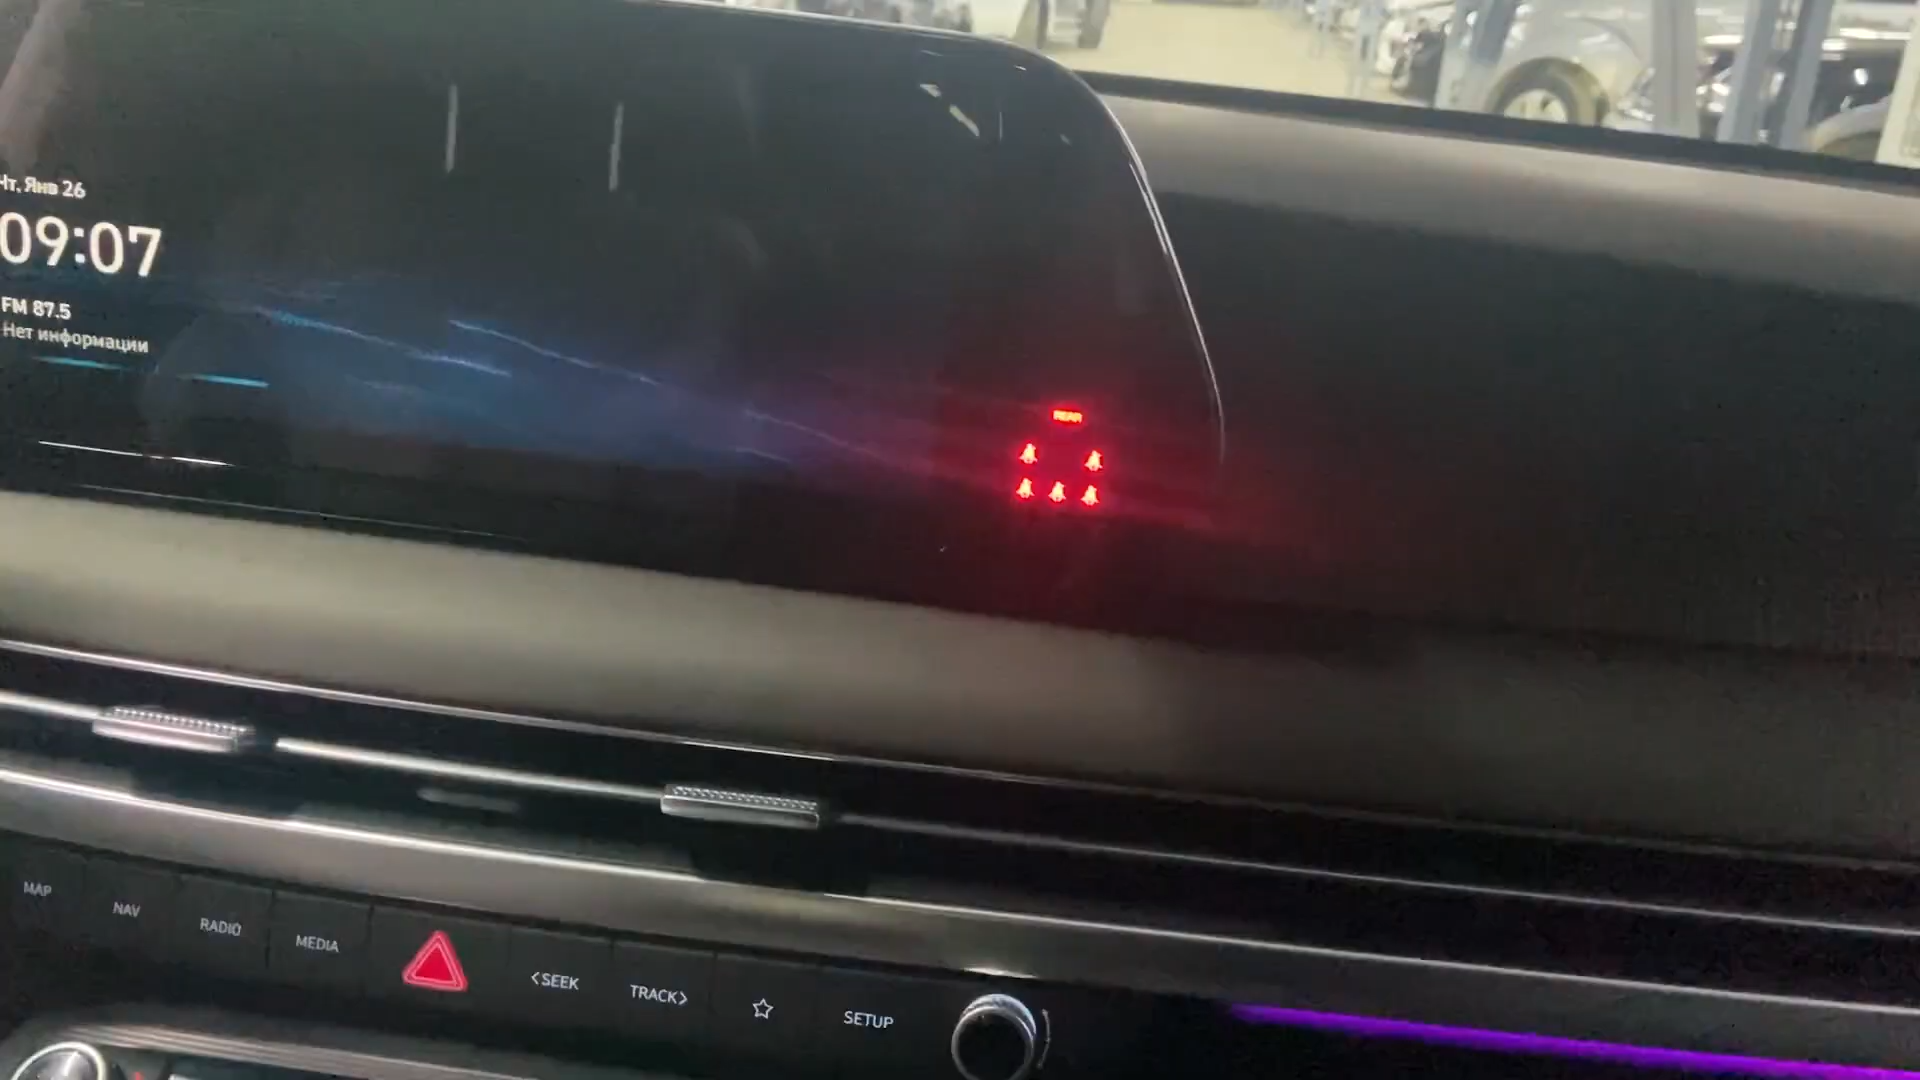 Чт, Янв 26
09:07
FM 87.5
Нет информации
REAR
MAP
NAV
RADIO
MEDIA
<SEEK
TRACK>
SETUP